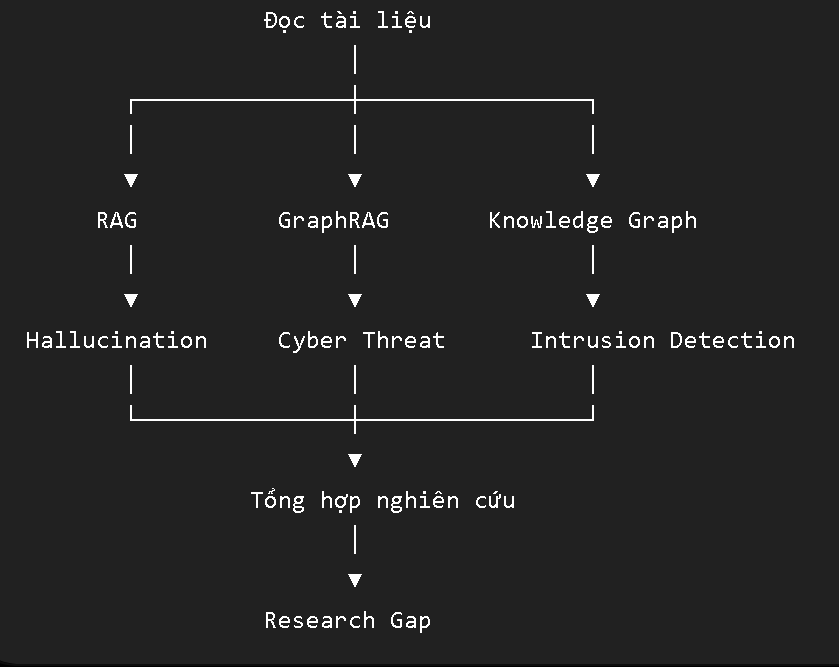 Đọc tài liệu
RAG GraphRAG Knowledge Graph
Hallucination Cyber Threat Intrusion Detection
Tổng hợp nghiên cứu
Research Gap